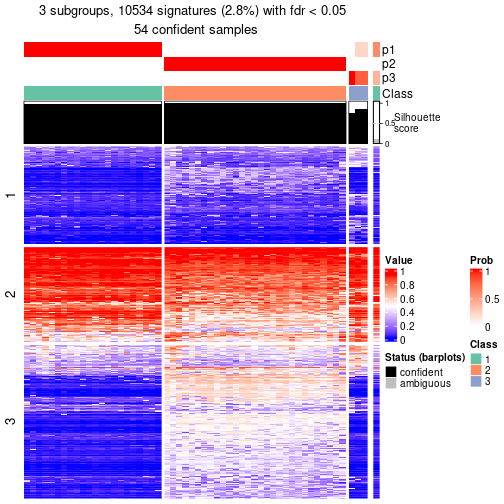 3 subgroups, 10534 signatures (2.8%) with fdr < 0.05
54 confident samples
p1
p2
p3
Class
1
0.5
0
Silhouette
score
1
2
3
Value
1
0.8
0.6
0.4
0.2
0
Prob
1
0.5
0
Status (barplots)
confident
ambiguous
Class
1
2
3